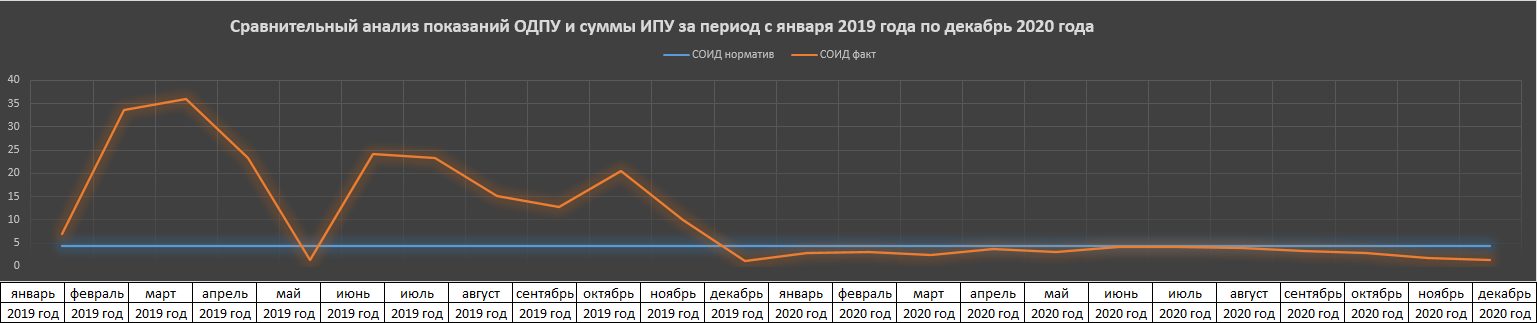 Сравнительный анализ показаний ОДПУ и суммы ИПУ за период с января 2019 года по декабрь 2020 года
СОИД норматив СОИД факт
40
35
30
25
20
15
10
5
0
январь февраль март апрель май июнь июль август сентябрь октябрь ноябрь декабрь январь февраль март апрель май июнь июль август сентябрь октябрь ноябрь декабрь
2019 год 2019 год 2019 год 2019 год 2019 год 2019 год 2019 год 2019 год 2019 год 2019 год 2019 год 2019 год 2020 год 2020 год 2020 год 2020 год 2020 год 2020 год 2020 год 2020 год 2020 год 2020 год 2020 год 2020 год